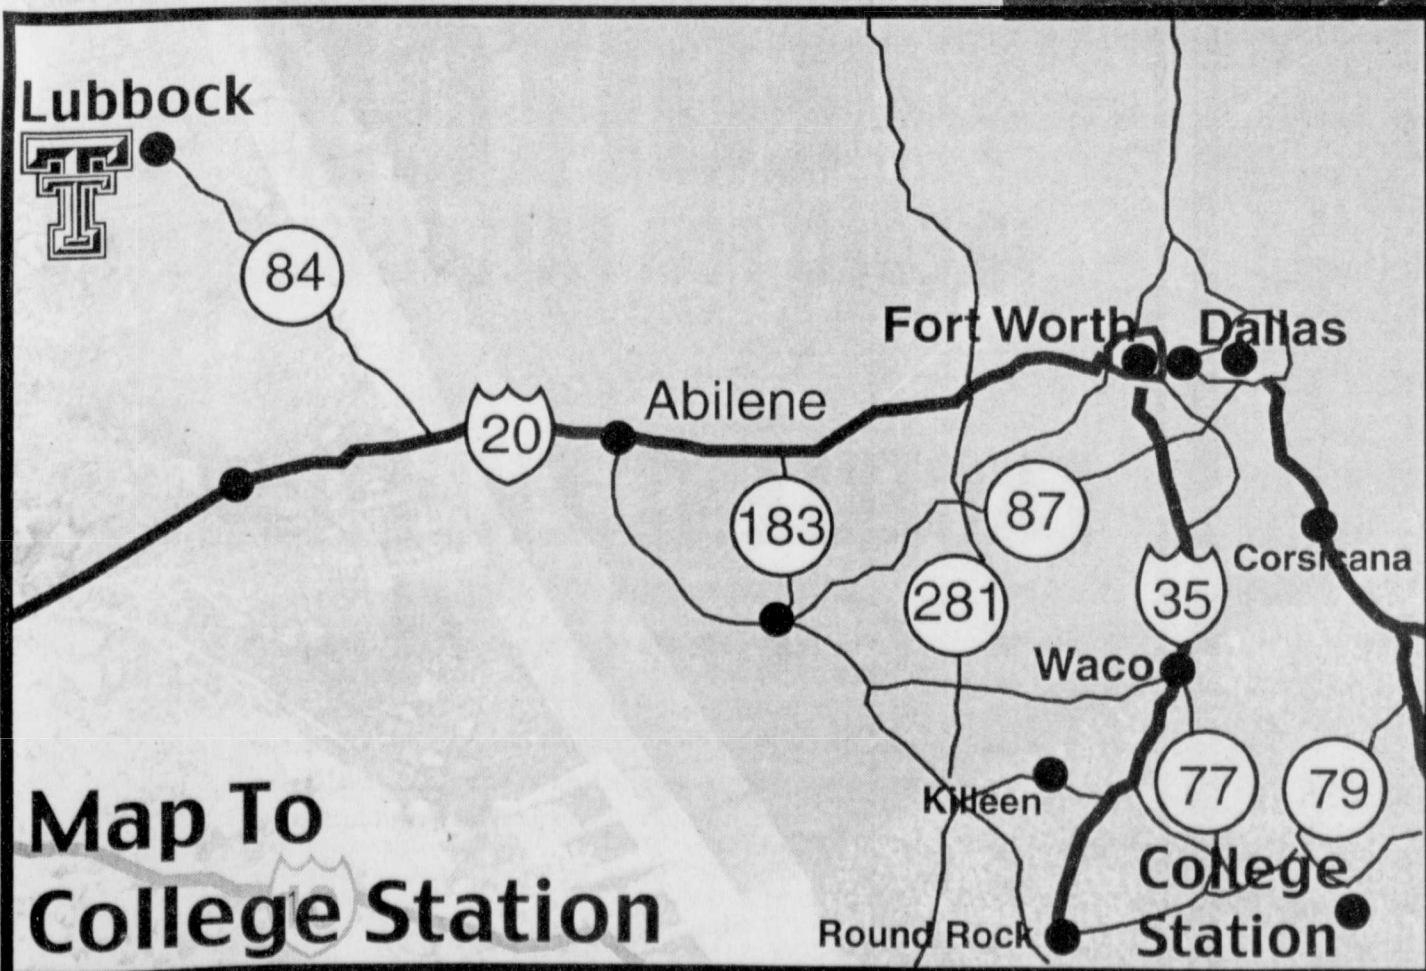 Lubbock
T
84
Fort Worth
Dallas
Abilene
20
183
87
Corsicana
281
35
Waco
77
79
Killeen
Map To
College Station
10
College
Station
Round Rock